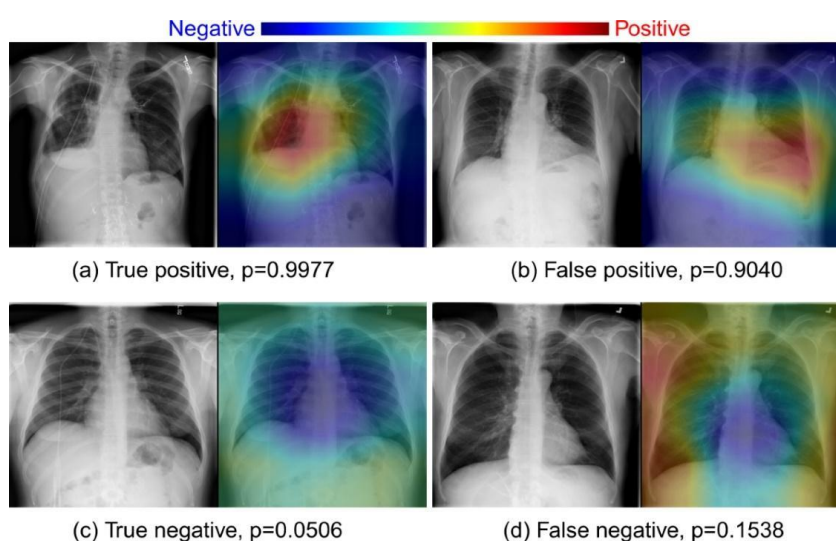 Negative Positive
(a) True positive, p=0.9977
(b) False positive, p=0.9040
(c) True negative, p=0.0506
(d) False negative, p=0.1538